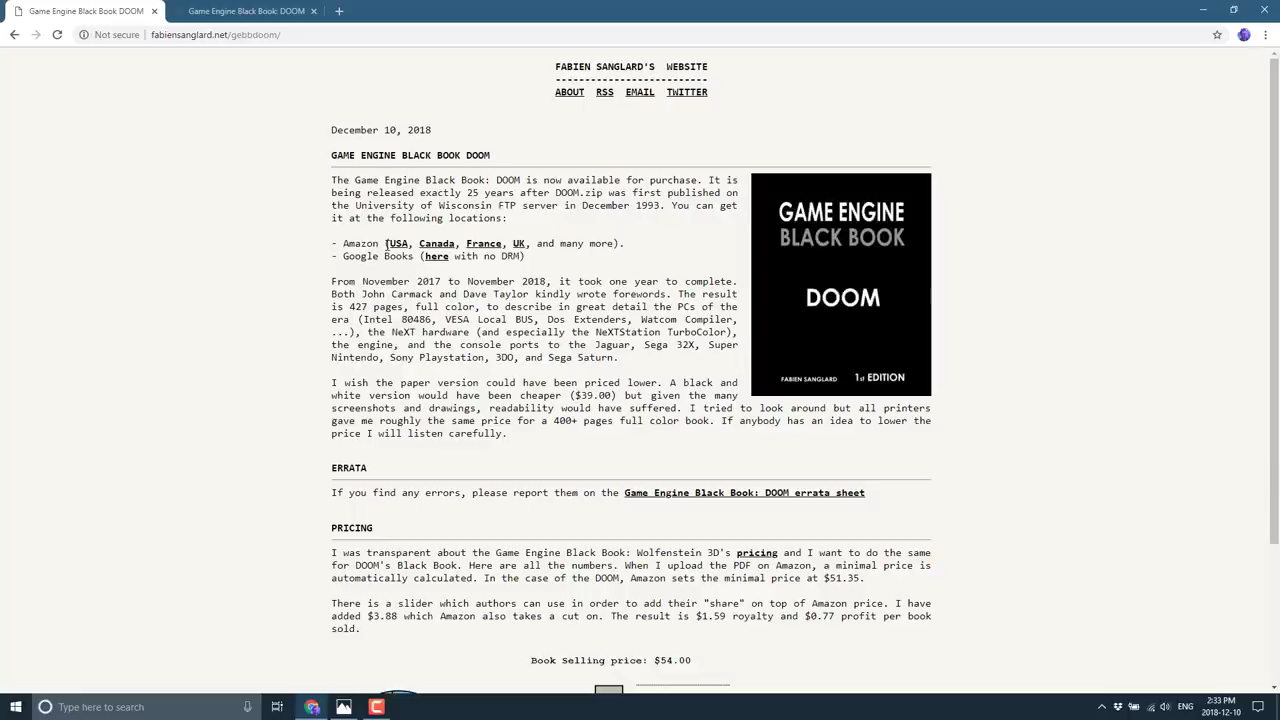 Game Engine Black Book DOOM
Game Engine Black Book: DOOM
Not secure | fabiensanglard.net/gebbdoom/
FABIEN SANGLARD'S WEBSITE
--------------------------
ABOUT RSS EMAIL TWITTER
December 10, 2018
GAME ENGINE BLACK BOOK DOOM
The Game Engine Black Book: DOOM is now available for purchase. It is
being released exactly 25 years after DOOM.zip was first published on
the University of Wisconsin FTP server in December 1993. You can get
it at the following locations:
- Amazon (USA, Canada, France, UK, and many more).
- Google Books (here with no DRM)
From November 2017 to November 2018, it took one year to complete.
Both John Carmack and Dave Taylor kindly wrote forewords. The result
is 427 pages, full color, to describe in great detail the PCs of the
era (Intel 80486, VESA Local BUS, Dos Extenders, Watcom Compiler,
...), the NeXT hardware (and especially the NeXTStation TurboColor),
the engine, and the console ports to the Jaguar, Sega 32X, Super
Nintendo, Sony Playstation, 3DO, and Sega Saturn.
GAME ENGINE
BLACK BOOK
DOOM
FABIEN SANGLARD 1st EDITION
I wish the paper version could have been priced lower. A black and
white version would have been cheaper ($39.00) but given the many
screenshots and drawings, readability would have suffered. I tried to look around but all printers
gave me roughly the same price for a 400+ pages full color book. If anybody has an idea to lower the
price I will listen carefully.
ERRATA
If you find any errors, please report them on the Game Engine Black Book: DOOM errata sheet
PRICING
I was transparent about the Game Engine Black Book: Wolfenstein 3D's pricing and I want to do the same
for DOOM's Black Book. Here are all the numbers. When I upload the PDF on Amazon, a minimal price is
automatically calculated. In the case of the DOOM, Amazon sets the minimal price at $51.35.
There is a slider which authors can use in order to add their "share" on top of Amazon price. I have
added $3.88 which Amazon also takes a cut on. The result is $1.59 royalty and $0.77 profit per book
sold.
Book Selling price: $54.00
Type here to search
ENG
2:33 PM
2018-12-10